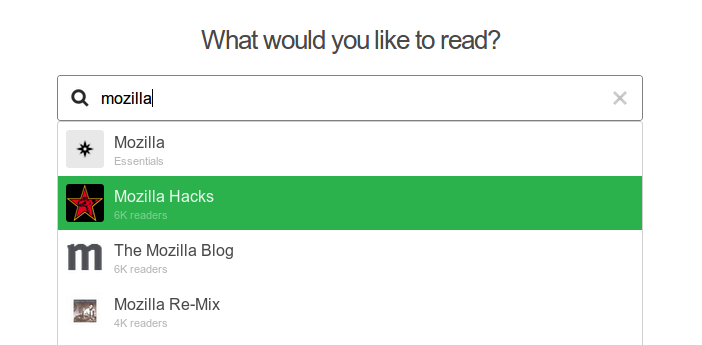 What would you like to read?
mozilla
Mozilla
Essentials
Mozilla Hacks
6K readers
m
The Mozilla Blog
6K readers
Mozilla Re-Mix
4K readers